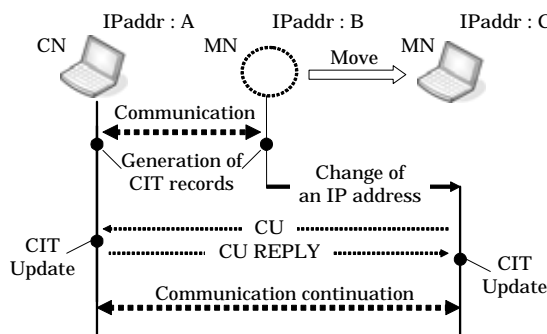 IPaddr : A
IPaddr : B
IPaddr : C
CN
MN
MN
Move
Communication
Generation of
CIT records
Change of
an IP address
CU
CU REPLY
CIT
Update
CIT
Update
Communication continuation